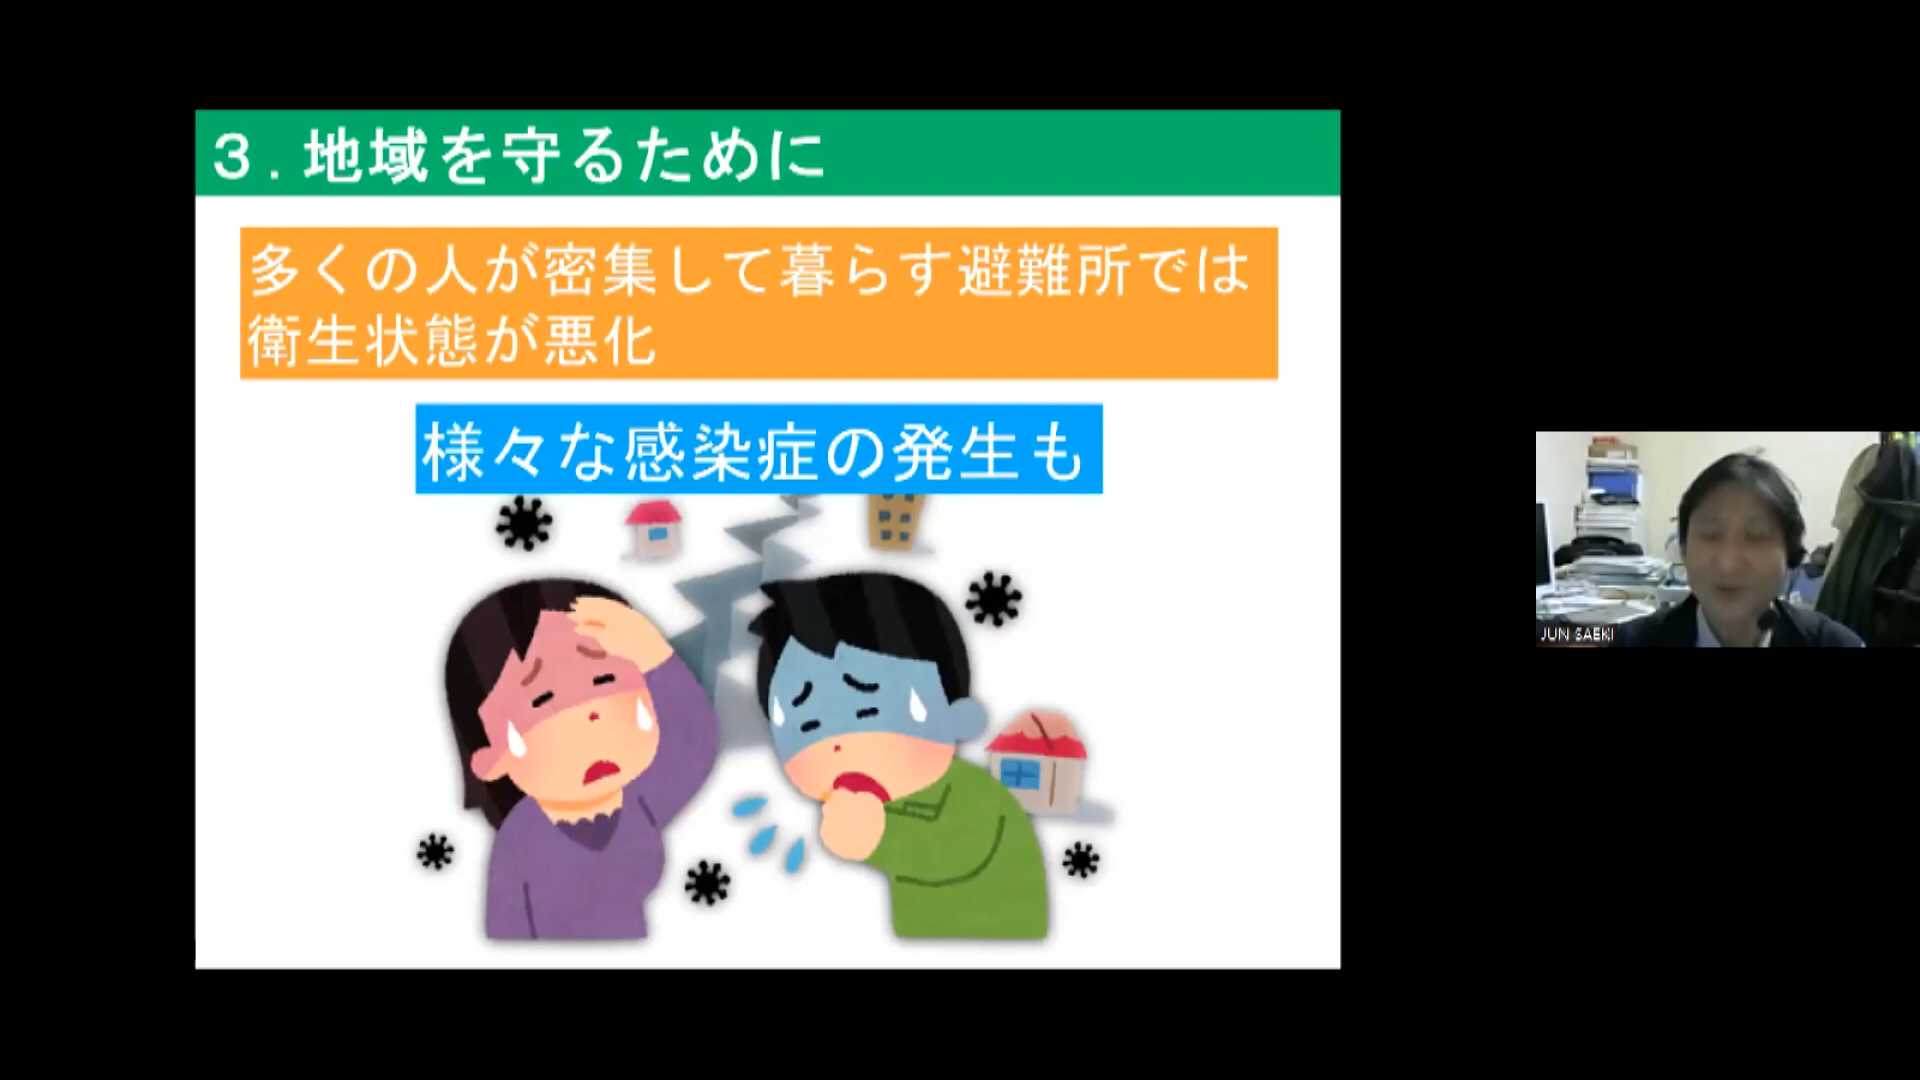 ３．地域を守るために
多くの人が密集して暮らす避難所では
衛生状態が悪化
様々な感染症の発生も
JUN SAEKI